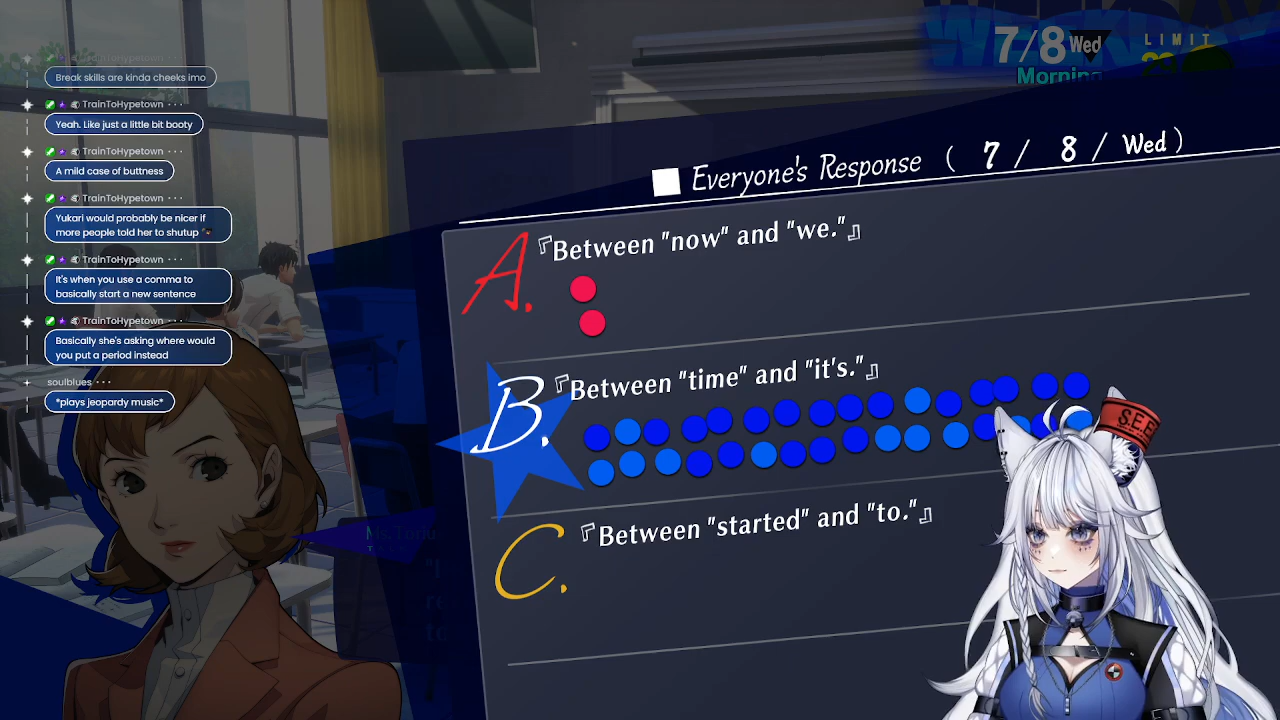 7/8 Wed
LIMIT
Morning
TrainToHypetown
Break skills are kinda cheeks imo
TrainToHypetown
Yeah. Like just a little bit booty
TrainToHypetown
A mild case of buttness
TrainToHypetown
Yukari would probably be nicer if
more people told her to shutup
TrainToHypetown
It's when you use a comma to
basically start a new sentence
TrainToHypetown
Basically she's asking where would
you put a period instead
soulblues
*plays jeopardy music*
Everyone's Response ( 7 / 8 / Wed )
A. 『Between "now" and "we."』
B. 『Between "time" and "it's."』
C. 『Between "started" and "to."』
S.E.E